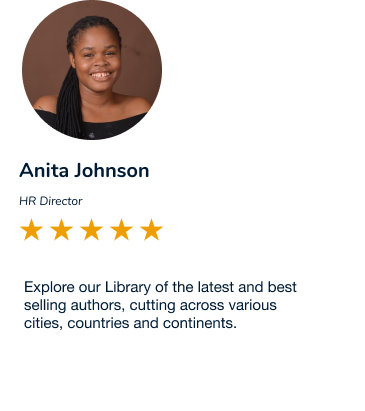 Anita Johnson
HR Director
Explore our Library of the latest and best
selling authors, cutting across various
cities, countries and continents.